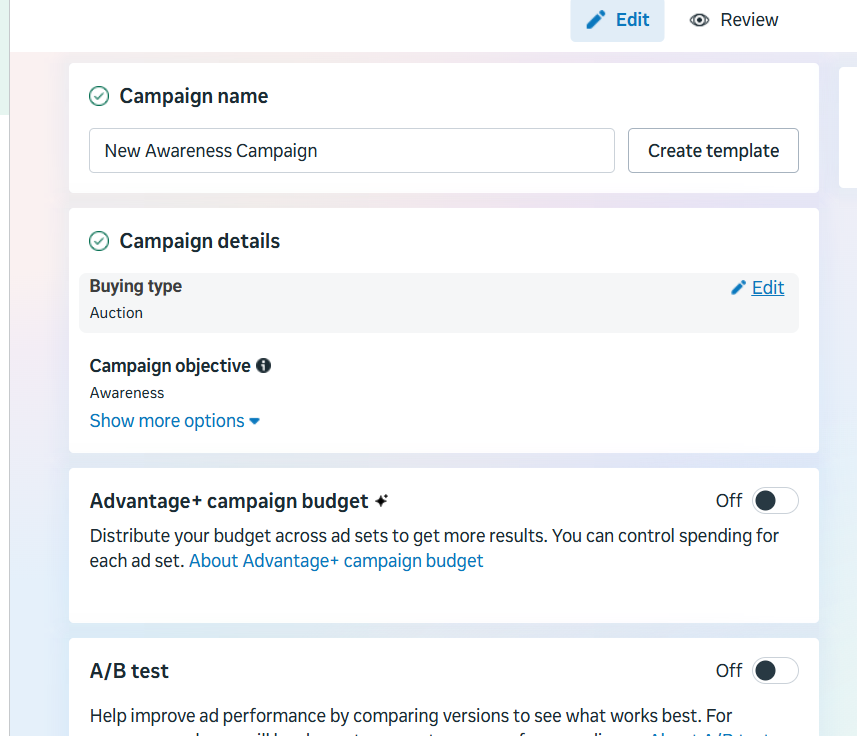 Edit
Review
Campaign name
New Awareness Campaign
Create template
Campaign details
Buying type
Edit
Auction
Campaign objective
Awareness
Show more options
Advantage+ campaign budget
Off
Distribute your budget across ad sets to get more results. You can control spending for
each ad set. About Advantage+ campaign budget
A/B test
Off
Help improve ad performance by comparing versions to see what works best. For